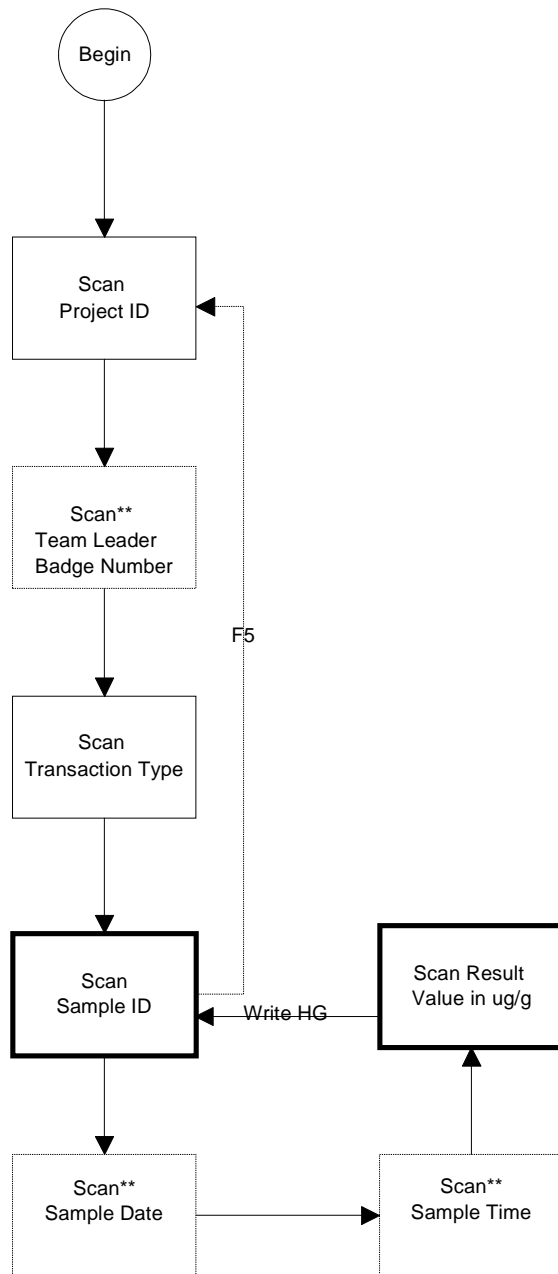 Begin
Scan
Project ID
Scan**
Team Leader
Badge Number
F5
Scan
Transaction Type
Scan
Sample ID
Write HG
Scan Result
Value in ug/g
Scan**
Sample Date
Scan**
Sample Time